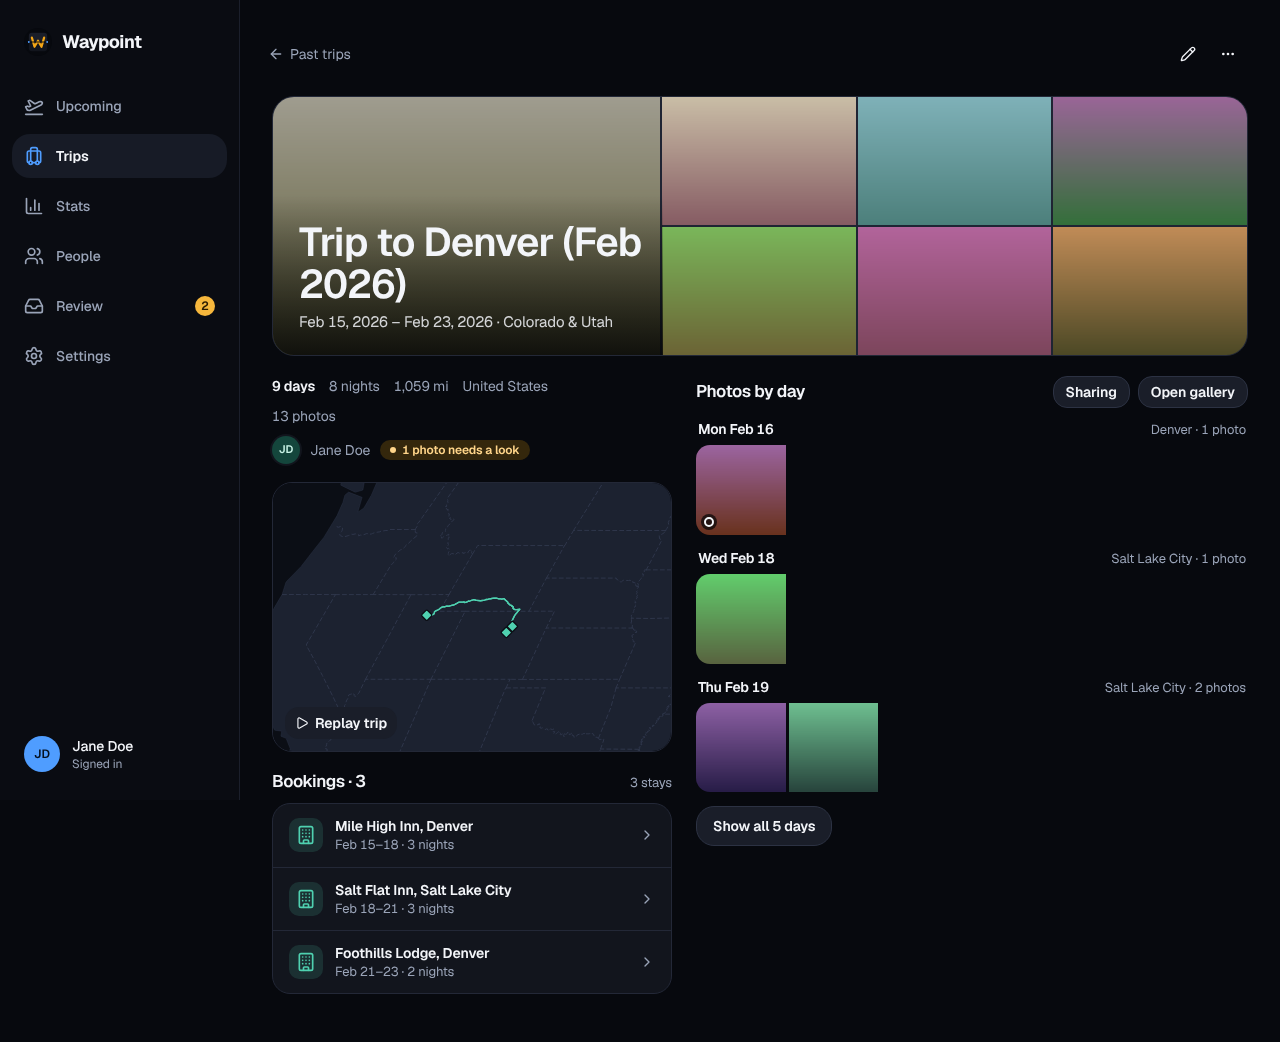 Waypoint
Upcoming
Trips
Stats
People
Review 2
Settings
JD Jane Doe
Signed in
Past trips
Trip to Denver (Feb
2026)
Feb 15, 2026 – Feb 23, 2026 · Colorado & Utah
9 days 8 nights 1,059 mi United States
13 photos
JD Jane Doe 1 photo needs a look
Replay trip
Bookings · 3 3 stays
Mile High Inn, Denver
Feb 15–18 · 3 nights
Salt Flat Inn, Salt Lake City
Feb 18–21 · 3 nights
Foothills Lodge, Denver
Feb 21–23 · 2 nights
Photos by day Sharing Open gallery
Mon Feb 16 Denver · 1 photo
Wed Feb 18 Salt Lake City · 1 photo
Thu Feb 19 Salt Lake City · 2 photos
Show all 5 days